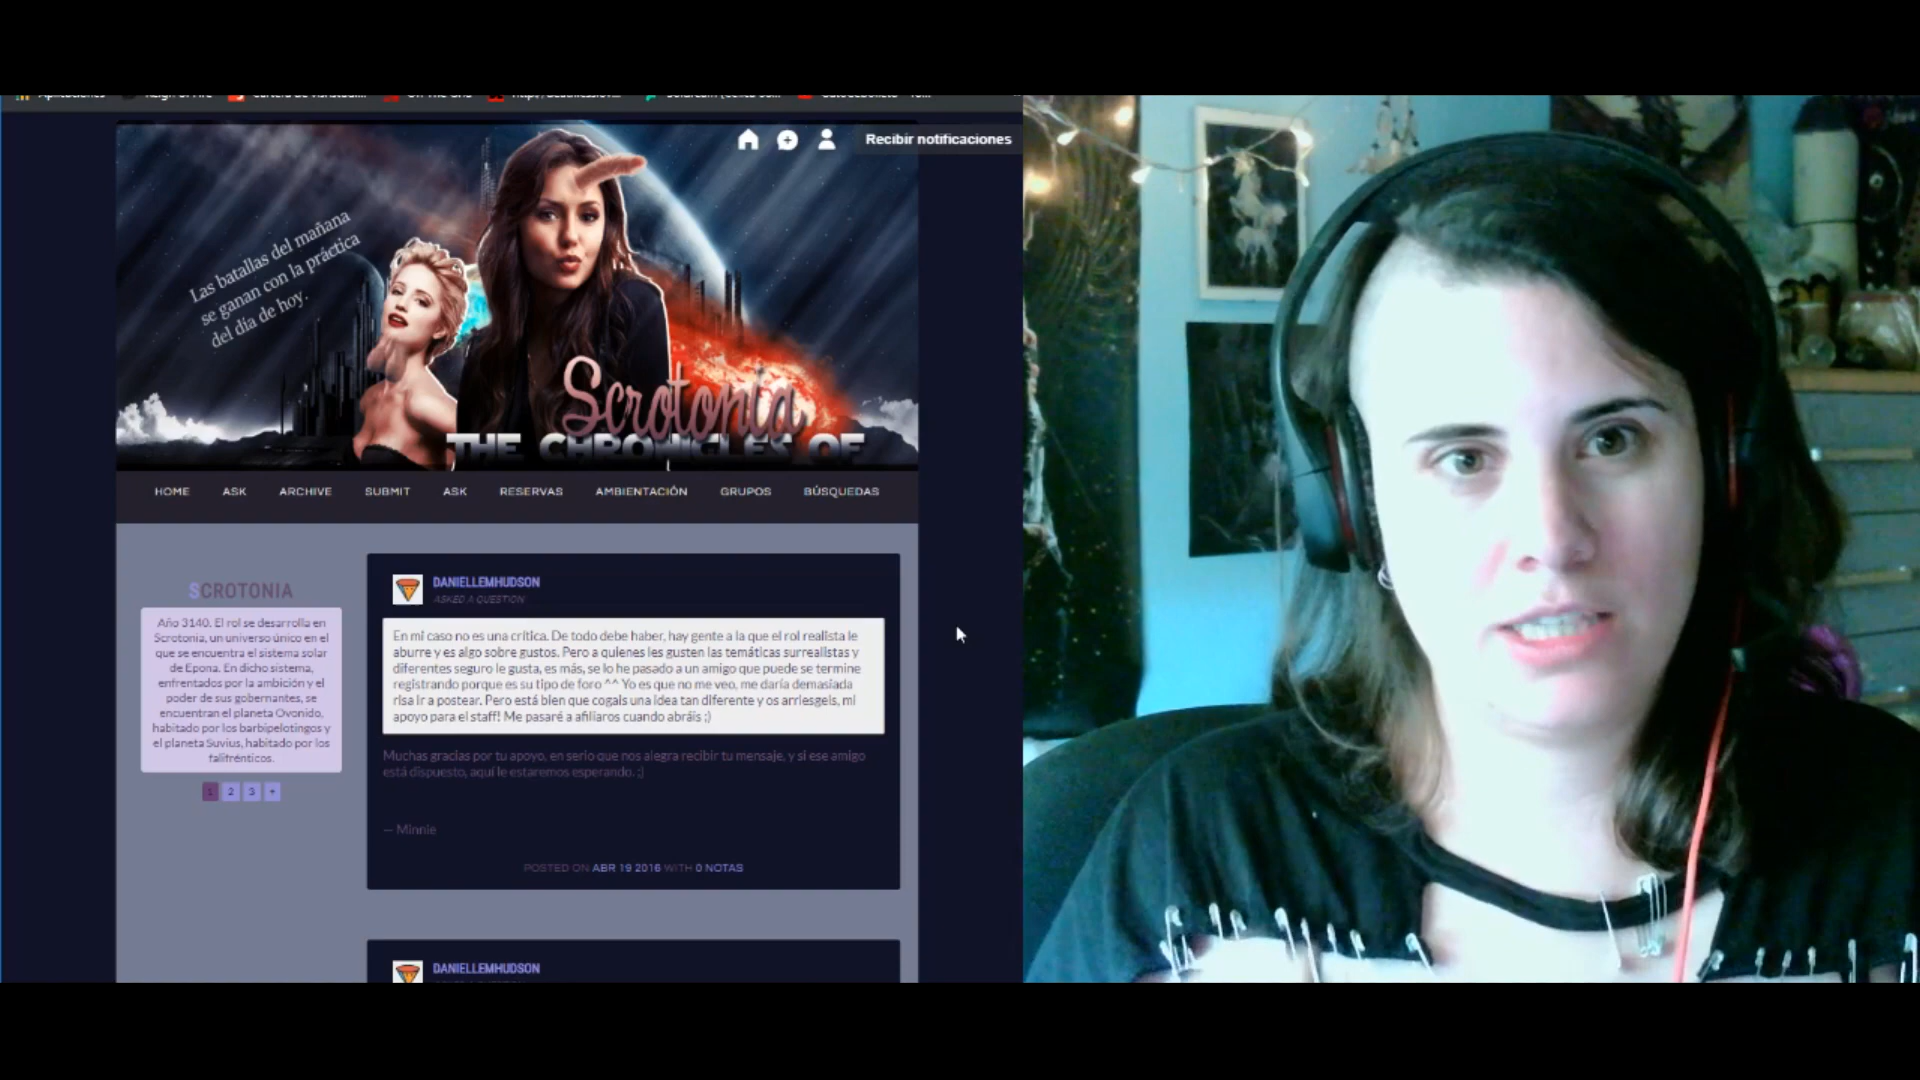 Recibir notificaciones
Las batallas del mañana
se ganan con la práctica
del día de hoy.
Scrotonia
THE CHRONICLES OF
HOME ASK ARCHIVE SUBMIT ASK RESERVAS AMBIENTACIÓN GRUPOS BÚSQUEDAS
SCROTONIA
Año 3140. El rol se desarrolla en
Scrotonia, un universo único en el
que se encuentra el sistema solar
de Epona. En dicho sistema,
enfrentados por la ambición y el
poder de sus gobernantes, se
encuentran el planeta Ovonido,
habitado por los barbipelotingos y
el planeta Suvius, habitado por los
falifrénticos.
1 2 3 +
DANIELLEMHUDSON
ASKED A QUESTION
En mi caso no es una crítica. De todo debe haber, hay gente a la que el rol realista le
aburre y es algo sobre gustos. Pero a quienes les gusten las temáticas surrealistas y
diferentes seguro le gusta, es más, se lo he pasado a un amigo que puede se termine
registrando porque es su tipo de foro ^^ Yo es que no me veo, me daría demasiada
risa ir a postear. Pero está bien que cogais una idea tan diferente y os arriesgeis, mi
apoyo para el staff! Me pasaré a afiliaros cuando abráis ;)
Muchas gracias por tu apoyo, en serio que nos alegra recibir tu mensaje, y si ese amigo
está dispuesto, aquí le estaremos esperando. ;)
— Minnie
POSTED ON ABR 19 2016 WITH 0 NOTAS
DANIELLEMHUDSON